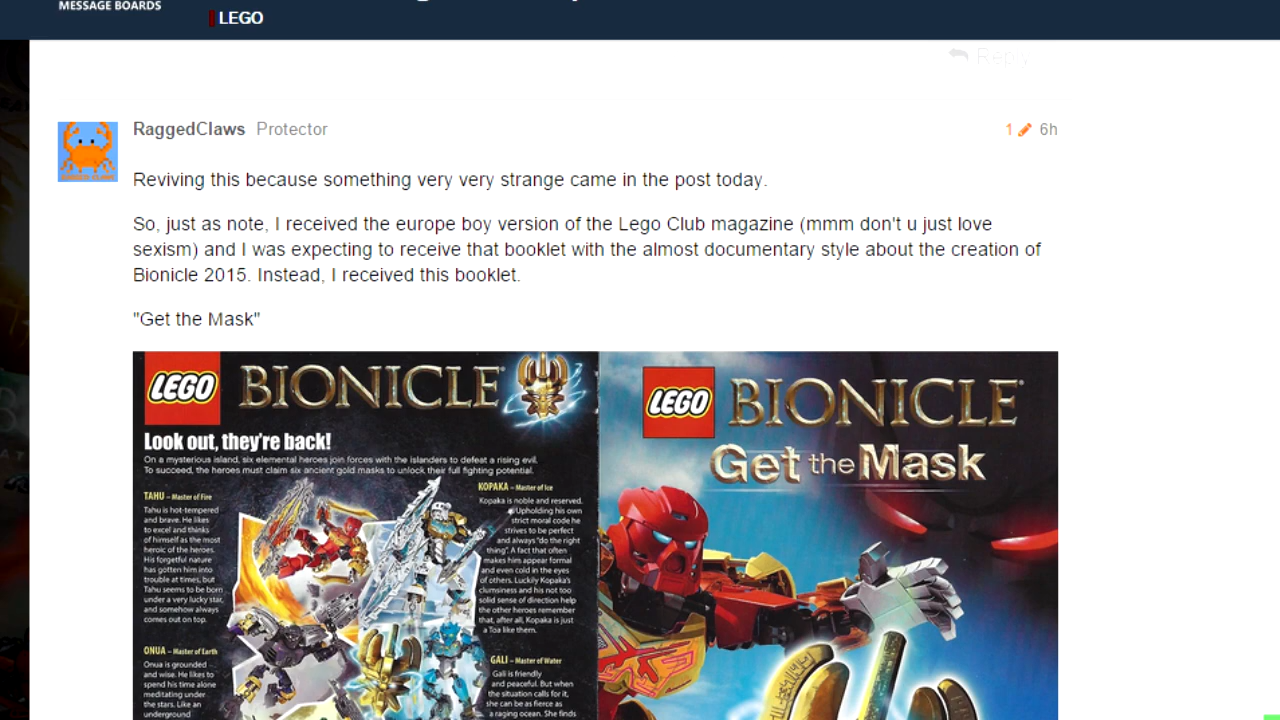 MESSAGE BOARDS
LEGO
Reply
RaggedClaws Protector
1 6h
Reviving this because something very very strange came in the post today.
So, just as note, I received the europe boy version of the Lego Club magazine (mmm don't u just love
sexism) and I was expecting to receive that booklet with the almost documentary style about the creation of
Bionicle 2015. Instead, I received this booklet.
"Get the Mask"
LEGO BIONICLE
Look out, they're back!
On a mysterious island, six elemental heroes join forces with the islanders to defeat a rising evil.
To succeed, the heroes must claim six ancient gold masks to unlock their full fighting potential.
TAHU – Master of Fire
Tahu is hot-tempered
and brave. He likes
to excel and thinks
of himself as the most
heroic of the heroes.
His forgetful nature
has gotten him into
trouble at times, but
Tahu seems to be born
under a very lucky star,
and somehow always
comes out on top.
KOPAKA – Master of Ice
Kopaka is noble and reserved.
Upholding his own
strict moral code he
strives to be perfect
and always "do the right
thing". A fact that often
makes him appear formal
and even cold in the eyes
of others. Luckily Kopaka's
clumsiness and his not too
solid sense of direction help
the other heroes remember
that, after all, Kopaka is just
a Toa like them.
ONUA – Master of Earth
Onua is grounded
and wise. He likes to
spend his time alone
meditating under
the stars. Like an
underground
GALI – Master of Water
Gali is friendly
and peaceful. But when
the situation calls for it,
she can be as fierce as
a raging ocean. She finds
LEGO BIONICLE
Get the Mask